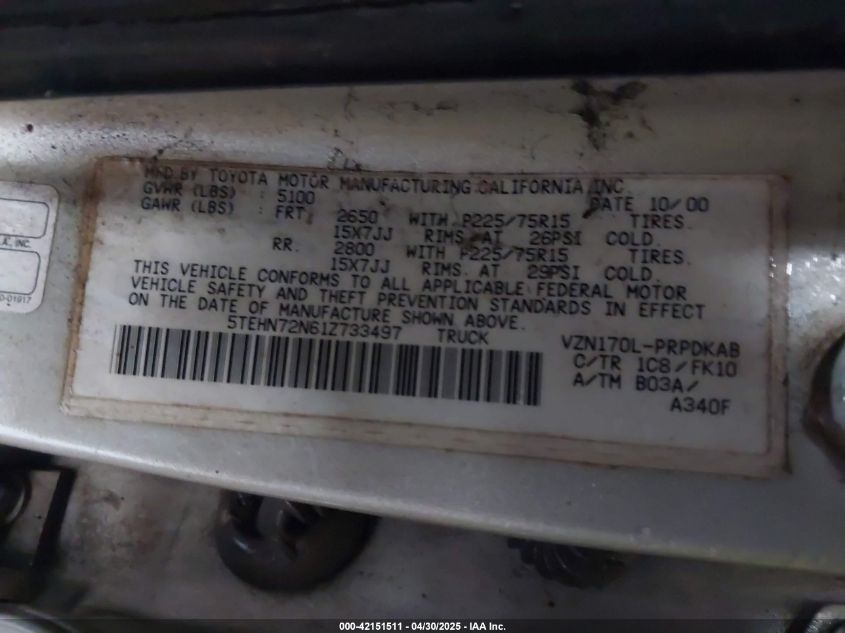 MFD BY TOYOTA MOTOR MANUFACTURING CALIFORNIA INC.
GVWR (LBS) : 5100 DATE 10/00
GAWR (LBS) : FRT. 2650 WITH P225/75R15 TIRES
15X7JJ RIMS. AT 26PSI COLD.
RR. 2800 WITH P225/75R15 TIRES
15X7JJ RIMS. AT 29PSI COLD.
THIS VEHICLE CONFORMS TO ALL APPLICABLE FEDERAL MOTOR
VEHICLE SAFETY AND THEFT PREVENTION STANDARDS IN EFFECT
ON THE DATE OF MANUFACTURE SHOWN ABOVE.
5TEHN72N61Z733497 TRUCK
VZN170L-PRPDKAB
C/TR 1C8/FK10
A/TM B03A/
A340F
.A., INC.
0-01917
000-42151511 - 04/30/2025 - IAA Inc.